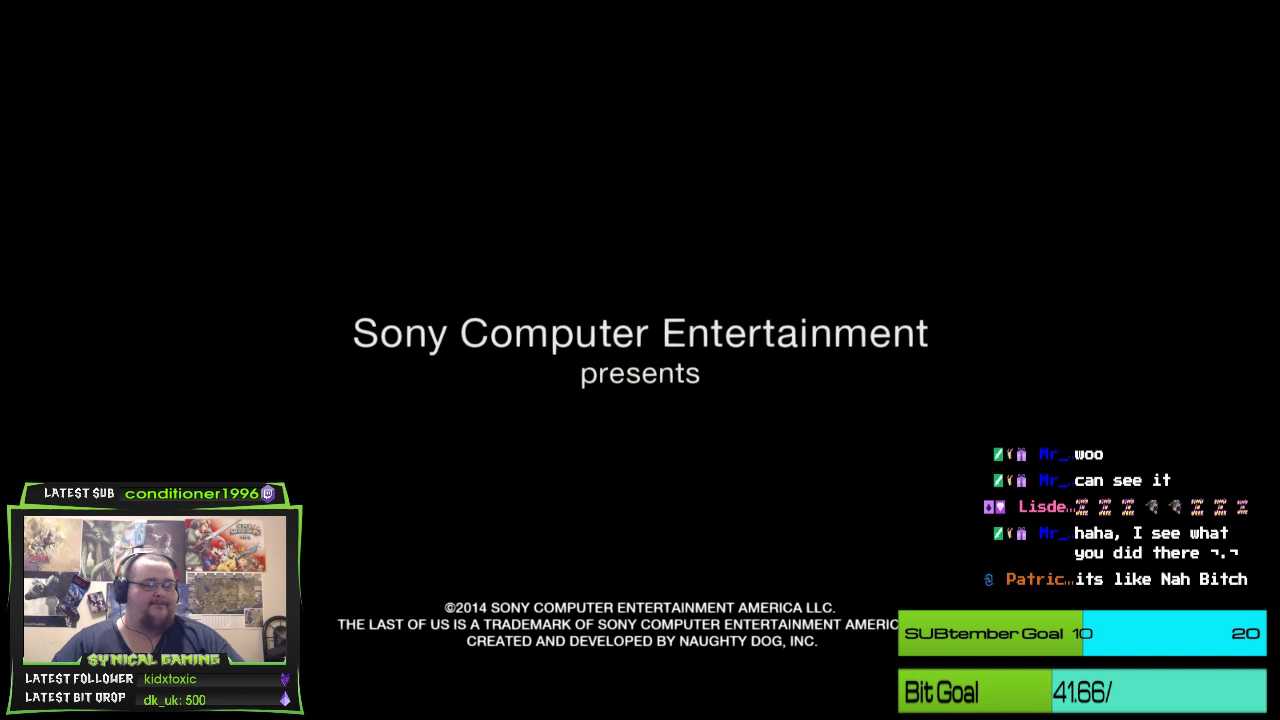 Sony Computer Entertainment
presents
Mr_..woo
Mr_..can see it
Lisde…
Mr_..haha, I see what
you did there ¬.¬
Patric…its like Nah Bitch
LATEST SUB conditioner1996
SYNICAL GAMING
LATEST FOLLOWER kidxtoxic
LATEST BIT DROP dk_uk: 500
©2014 SONY COMPUTER ENTERTAINMENT AMERICA LLC.
THE LAST OF US IS A TRADEMARK OF SONY COMPUTER ENTERTAINMENT AMERIC
CREATED AND DEVELOPED BY NAUGHTY DOG, INC.
SUBtember Goal 10 20
Bit Goal 41.66/